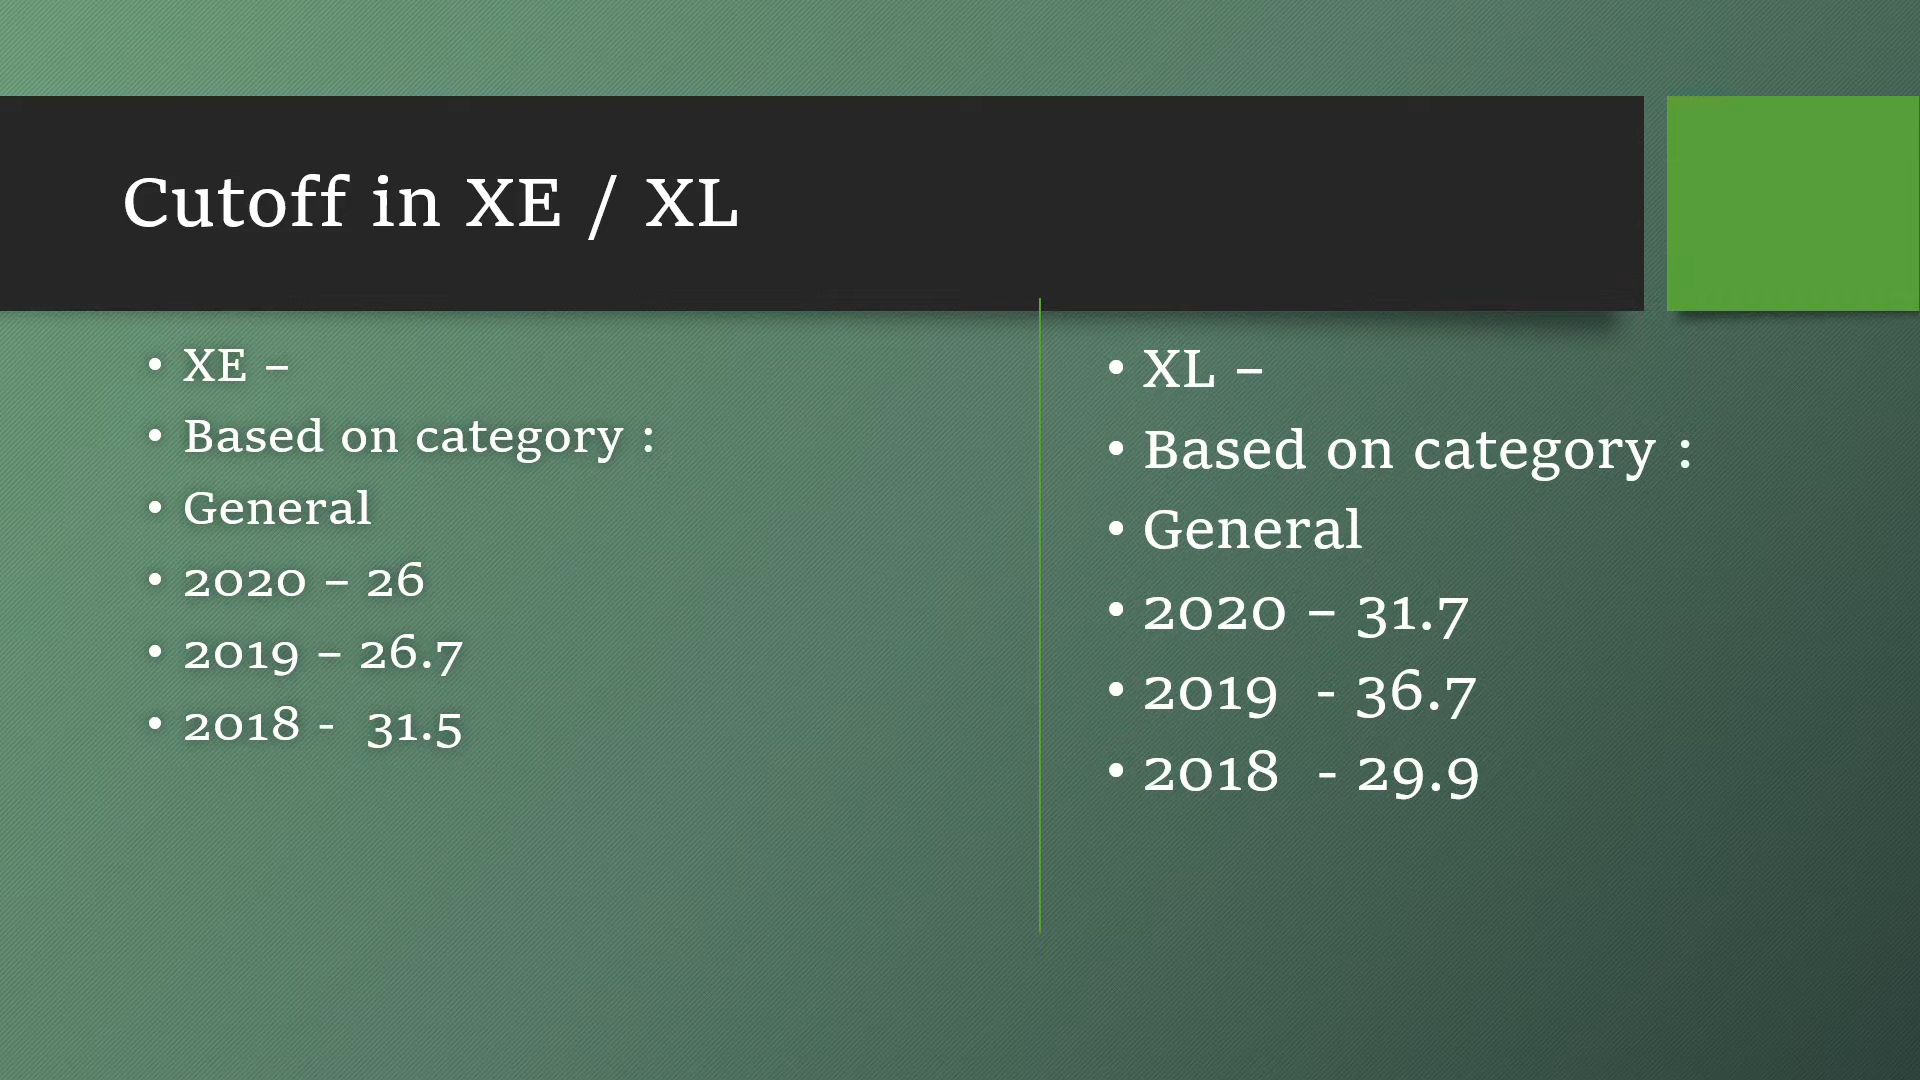 Cutoff in XE / XL
• XE –
• Based on category :
• General
• 2020 – 26
• 2019 – 26.7
• 2018 -  31.5
• XL –
• Based on category :
• General
• 2020 – 31.7
• 2019  - 36.7
• 2018  - 29.9